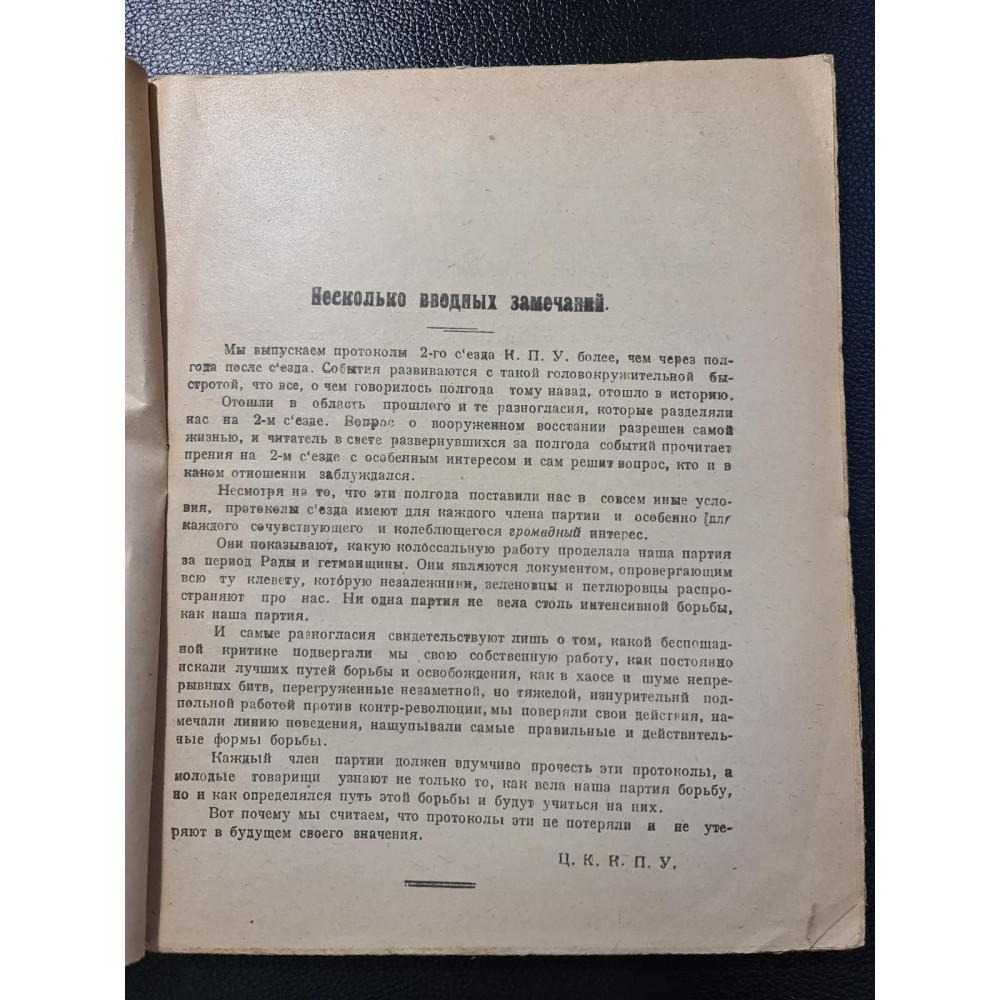 Несколько вводных замечаний.
Мы выпускаем протоколы 2-го с‘езда К. П. У. более, чем через пол-
года после с‘езда. События развиваются с такой головокружительной бы-
стротой, что все, о чем говорилось полгода тому назад, отошло в историю.
Отошли в область прошлого и те разногласия, которые разделяли
нас на 2-м с‘езде. Вопрос о вооруженном восстании разрешен самой
жизнью, и читатель в свете развернувшихся за полгода событий прочитает
прения на 2-м с‘езде с особенным интересом и сам решит вопрос, кто и в
каком отношении заблуждался.
Несмотря на то, что эти полгода поставили нас в совсем иные усло-
вия, протоколы с‘езда имеют для каждого члена партии и особенно для
каждого сочувствующего и колеблющегося громадный интерес.
Они показывают, какую колоссальную работу проделала наша партия
за период Рады и гетманщины. Они являются документом, опровергающим
всю ту клевету, которую незалежники, зеленовцы и петлюровцы распро-
страняют про нас. Ни одна партия не вела столь интенсивной борьбы,
как наша партия.
И самые разногласия свидетельствуют лишь о том, какой беспощад-
ной критике подвергали мы свою собственную работу, как постоянно
искали лучших путей борьбы и освобождения, как в хаосе и шуме непре-
рывных битв, перегруженные незаметной, но тяжелой, изнурительнй под-
польной работой против контр-революции, мы поверяли свои действия, на-
мечали линию поведения, нащупывали самые правильные и действитель-
ные формы борьбы.
Каждый член партии должен вдумчиво прочесть эти протоколы, а
молодые товарищи узнают не только то, как вела наша партия борьбу,
но и как определялся путь этой борьбы и будут учиться на них.
Вот почему мы считаем, что протоколы эти не потеряли и не уте-
ряют в будущем своего значения.
Ц. К. К. П. У.